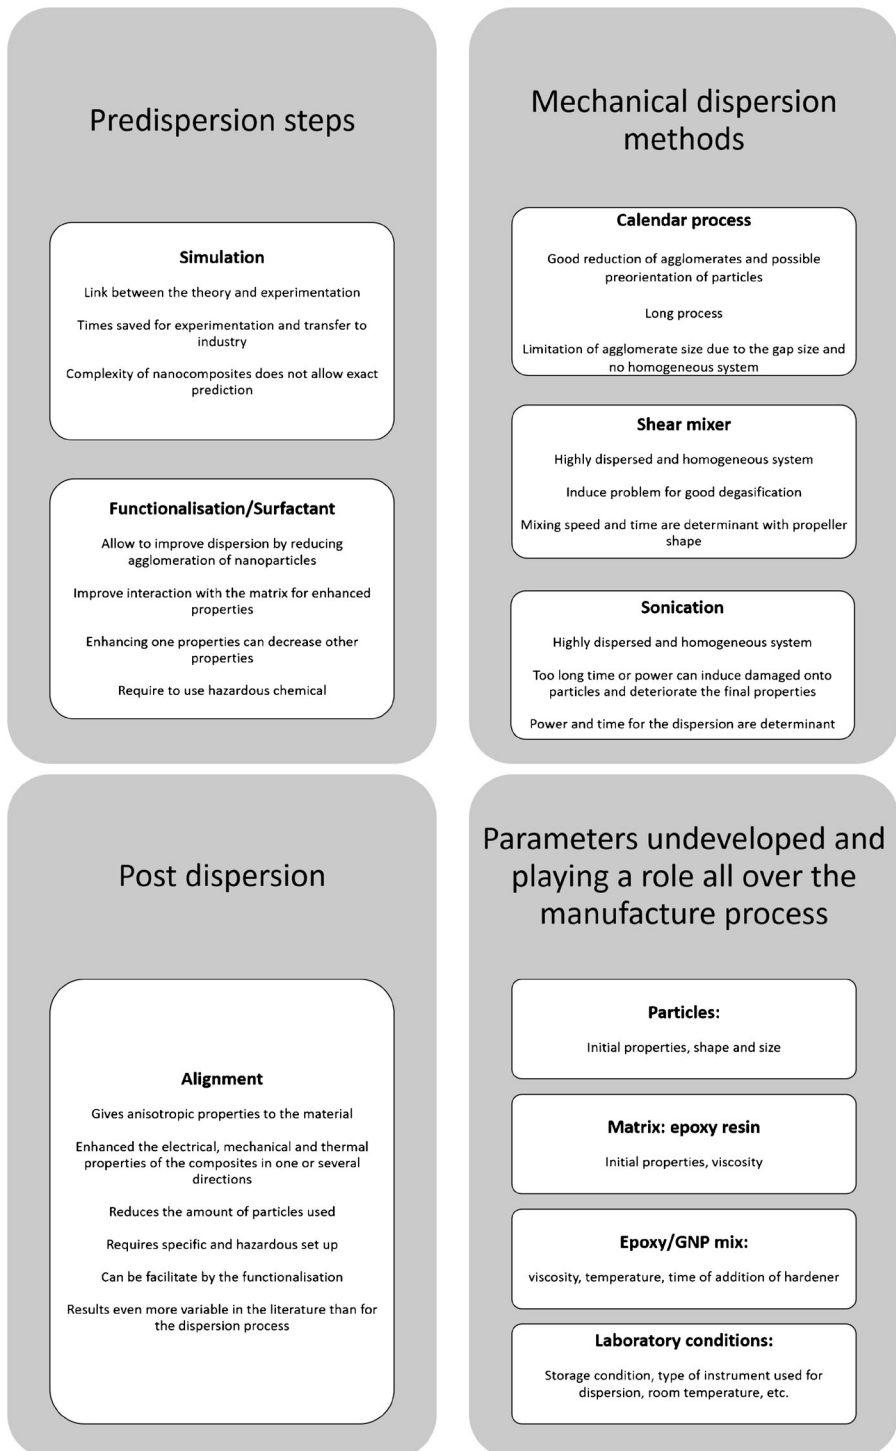 Predispersion steps
Simulation
Link between the theory and experimentation
Times saved for experimentation and transfer to
industry
Complexity of nanocomposites does not allow exact
prediction
Functionalisation/Surfactant
Allow to improve dispersion by reducing
agglomeration of nanoparticles
Improve interaction with the matrix for enhanced
properties
Enhancing one properties can decrease other
properties
Require to use hazardous chemical
Mechanical dispersion
methods
Calendar process
Good reduction of agglomerates and possible
preorientation of particles
Long process
Limitation of agglomerate size due to the gap size and
no homogeneous system
Shear mixer
Highly dispersed and homogeneous system
Induce problem for good degasification
Mixing speed and time are determinant with propeller
shape
Sonication
Highly dispersed and homogeneous system
Too long time or power can induce damaged onto
particles and deteriorate the final properties
Power and time for the dispersion are determinant
Post dispersion
Alignment
Gives anisotropic properties to the material
Enhanced the electrical, mechanical and thermal
properties of the composites in one or several
directions
Reduces the amount of particles used
Requires specific and hazardous set up
Can be facilitate by the functionalisation
Results even more variable in the literature than for
the dispersion process
Parameters undeveloped and
playing a role all over the
manufacture process
Particles:
Initial properties, shape and size
Matrix: epoxy resin
Initial properties, viscosity
Epoxy/GNP mix:
viscosity, temperature, time of addition of hardener
Laboratory conditions:
Storage condition, type of instrument used for
dispersion, room temperature, etc.